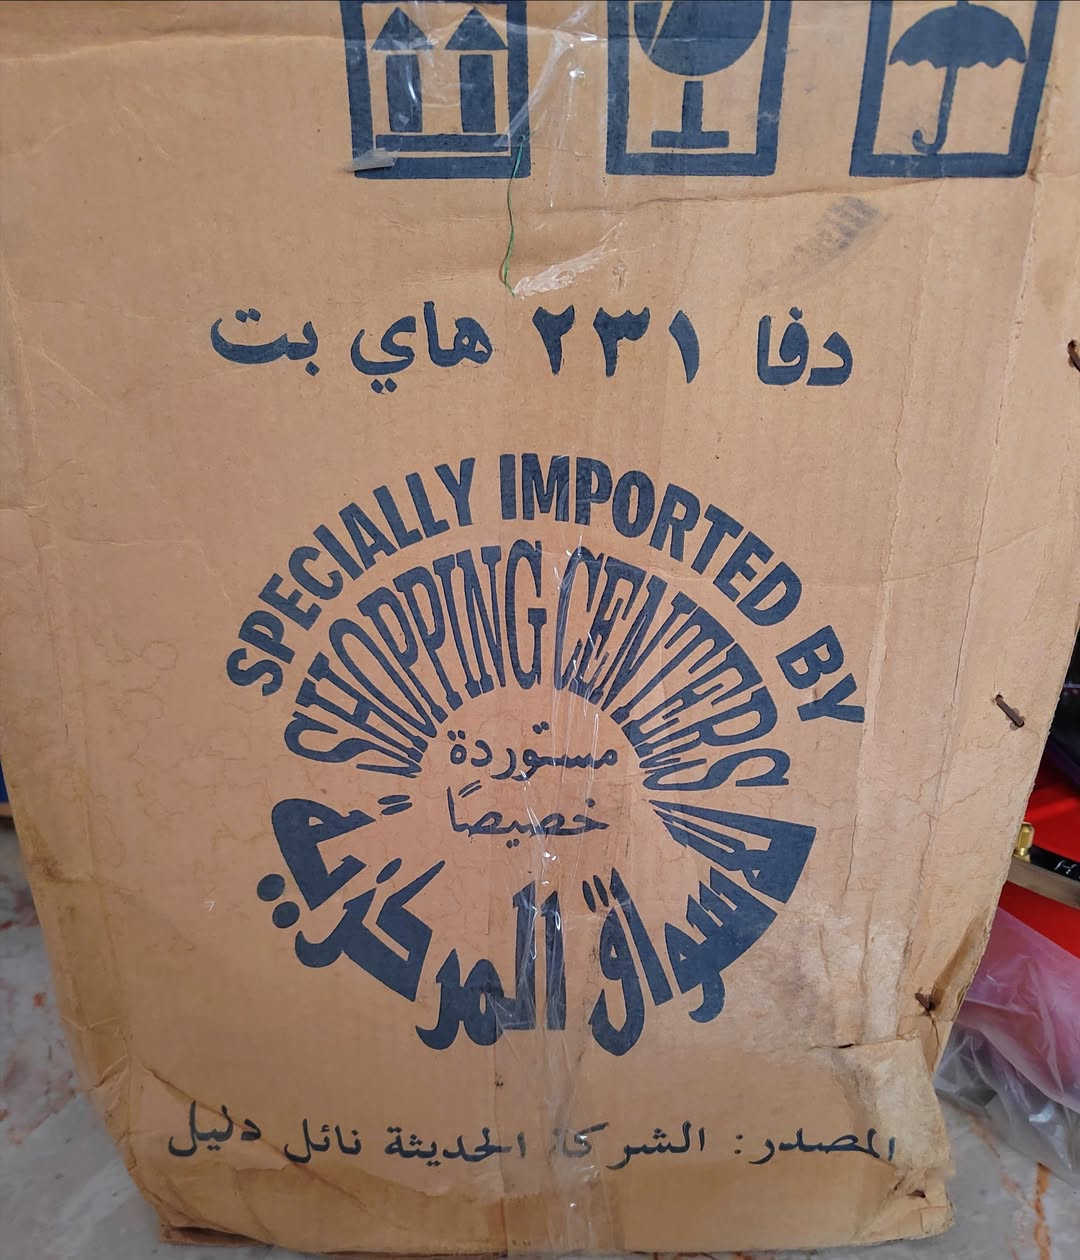 دفا ٢٣١ هاي بت
SPECIALLY IMPORTED BY
SHOPPING CENTERS
مستوردة
خصيصًا
الأسواق المركزية
المصدر: الشركة الحديثة نائل دليل